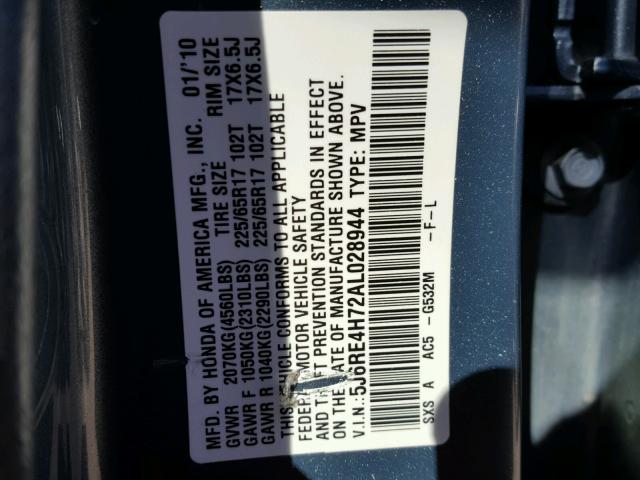 MFD. BY HONDA OF AMERICA MFG., INC. 01/'10
GVWR 2070KG(4560LBS) TIRE SIZE RIM SIZE
GAWR F 1050KG(2310LBS) 225/65R17 102T 17X6.5J
GAWR R 1040KG(2290LBS) 225/65R17 102T 17X6.5J
THIS VEHICLE CONFORMS TO ALL APPLICABLE
FEDERAL MOTOR VEHICLE SAFETY
AND THEFT PREVENTION STANDARDS IN EFFECT
ON THE DATE OF MANUFACTURE SHOWN ABOVE.
V.I.N.:5J6RE4H72AL028944 TYPE: MPV
SXS A AC5 -G532M -F-L